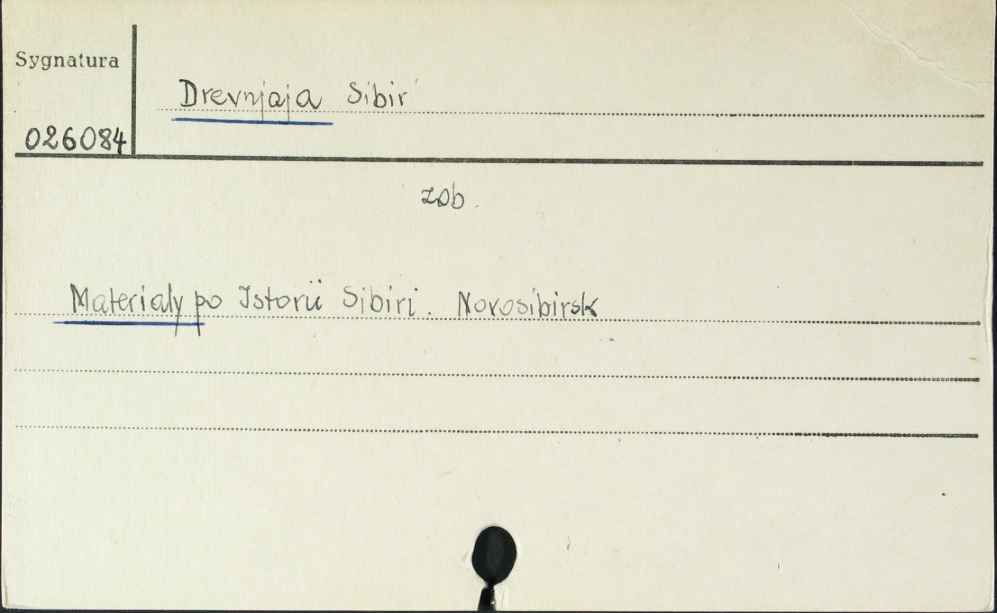 Sygnatura
Drevnjaja Sibir'
026084
zob.
Materialy po Istorii Sibiri. Novosibirsk